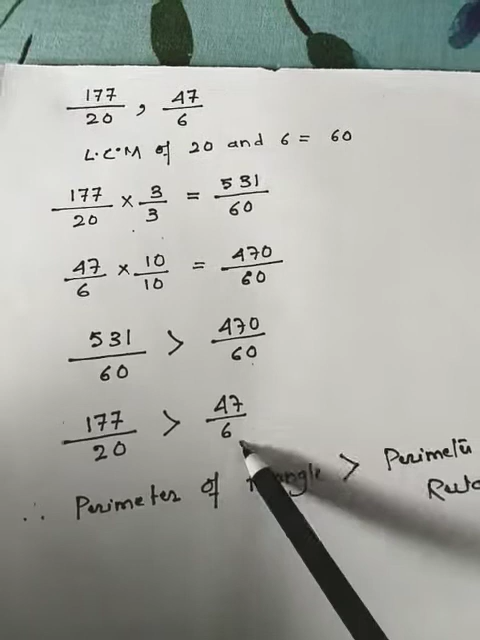 177/20 , 47/6
L.C.M of 20 and 6 = 60
177/20 × 3/3 = 531/60
47/6 × 10/10 = 470/60
531/60 > 470/60
177/20 > 47/6
∴ Perimeter of >